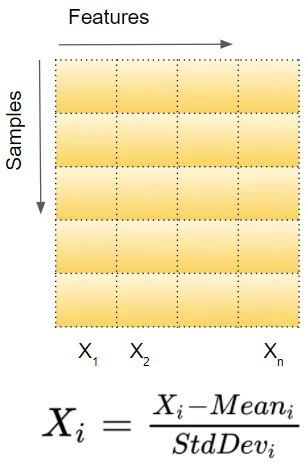 Features
Samples
X₁ X₂ Xₙ
Xᵢ = (Xᵢ−Meanᵢ)/StdDevᵢ